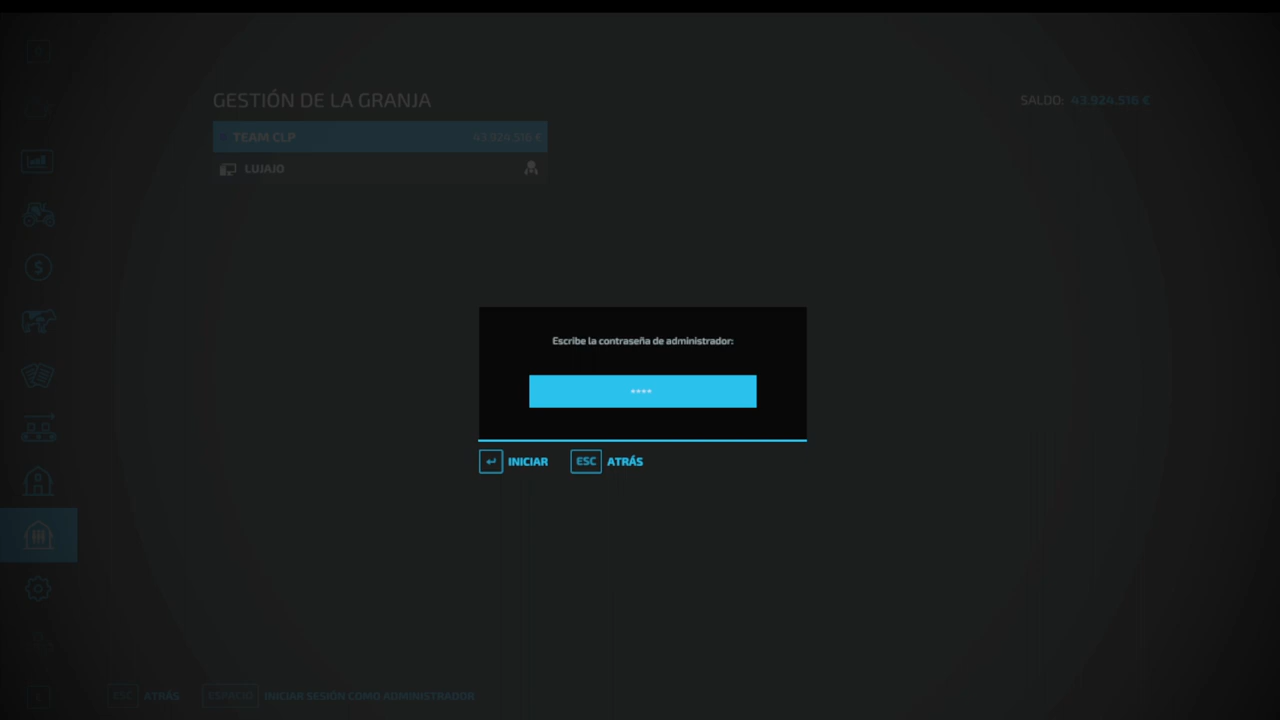 GESTIÓN DE LA GRANJA
SALDO: 43.924.516 €
TEAM CLP 43.924.516 €
LUJAJO
Escribe la contraseña de administrador:
****
INICIAR ESC ATRÁS
ESC ATRÁS ESPACIO INICIAR SESIÓN COMO ADMINISTRADOR